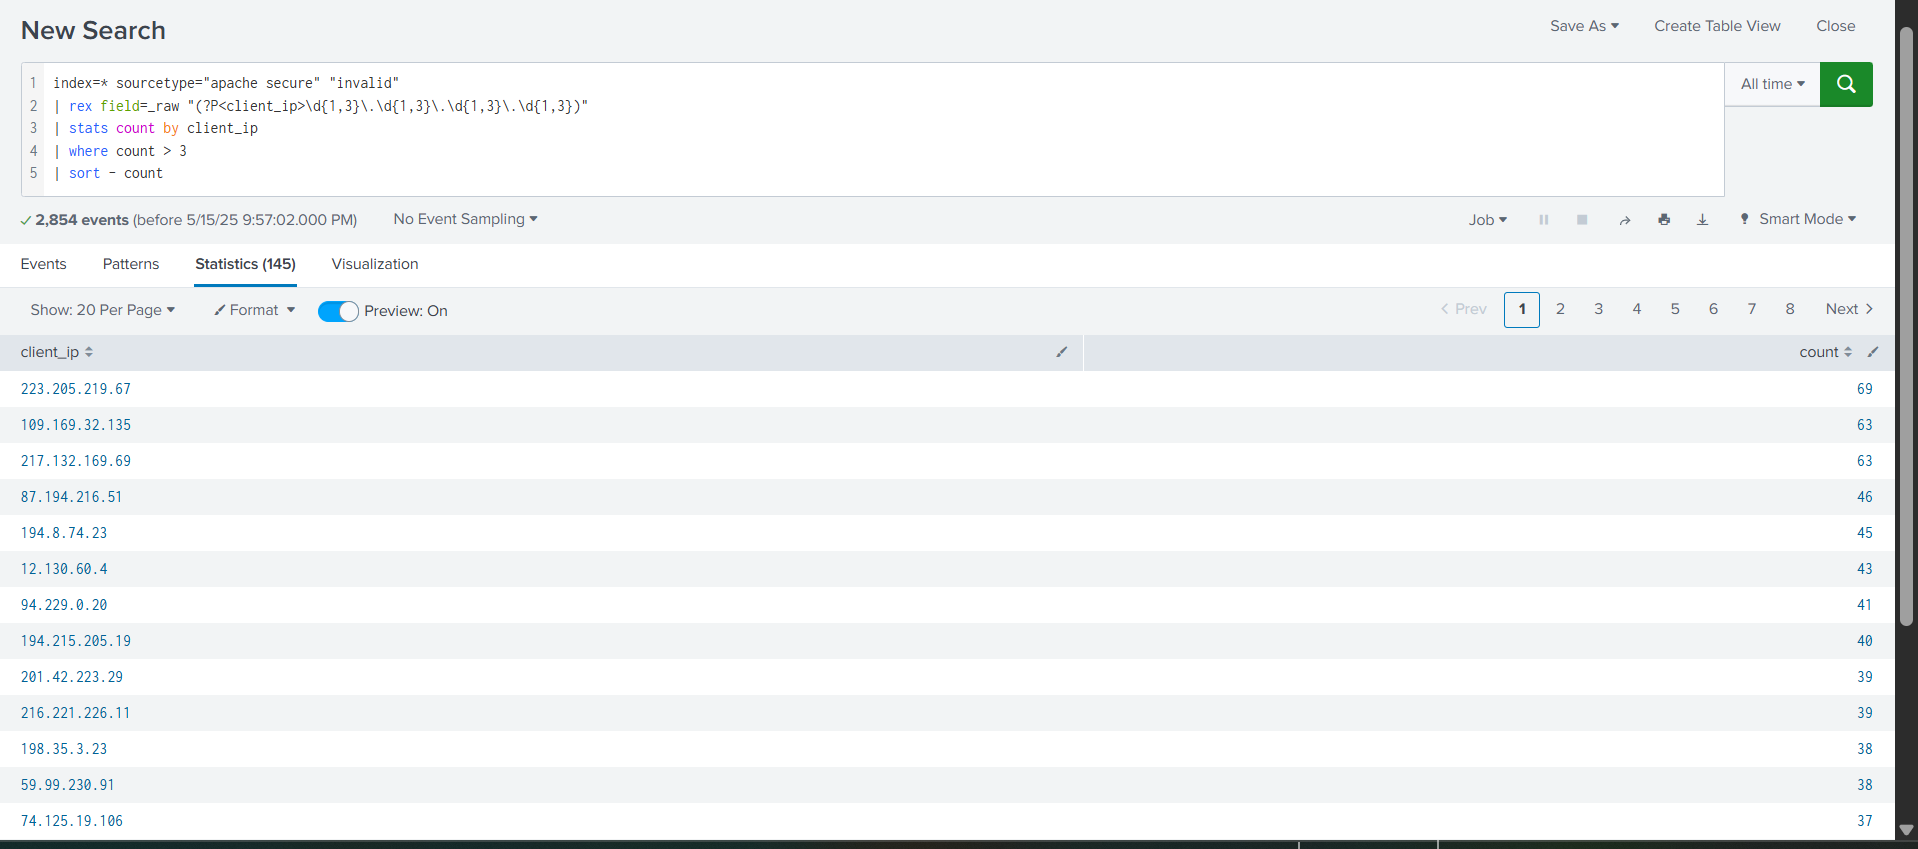 New Search
Save As
Create Table View
Close
1 index=* sourcetype="apache secure" "invalid"
2 | rex field=_raw "(?P<client_ip>\d{1,3}\.\d{1,3}\.\d{1,3}\.\d{1,3})"
3 | stats count by client_ip
4 | where count > 3
5 | sort - count
All time
2,854 events (before 5/15/25 9:57:02.000 PM)
No Event Sampling
Job
Smart Mode
Events
Patterns
Statistics (145)
Visualization
Show: 20 Per Page
Format
Preview: On
< Prev 1 2 3 4 5 6 7 8 Next >
client_ip count
223.205.219.67 69
109.169.32.135 63
217.132.169.69 63
87.194.216.51 46
194.8.74.23 45
12.130.60.4 43
94.229.0.20 41
194.215.205.19 40
201.42.223.29 39
216.221.226.11 39
198.35.3.23 38
59.99.230.91 38
74.125.19.106 37